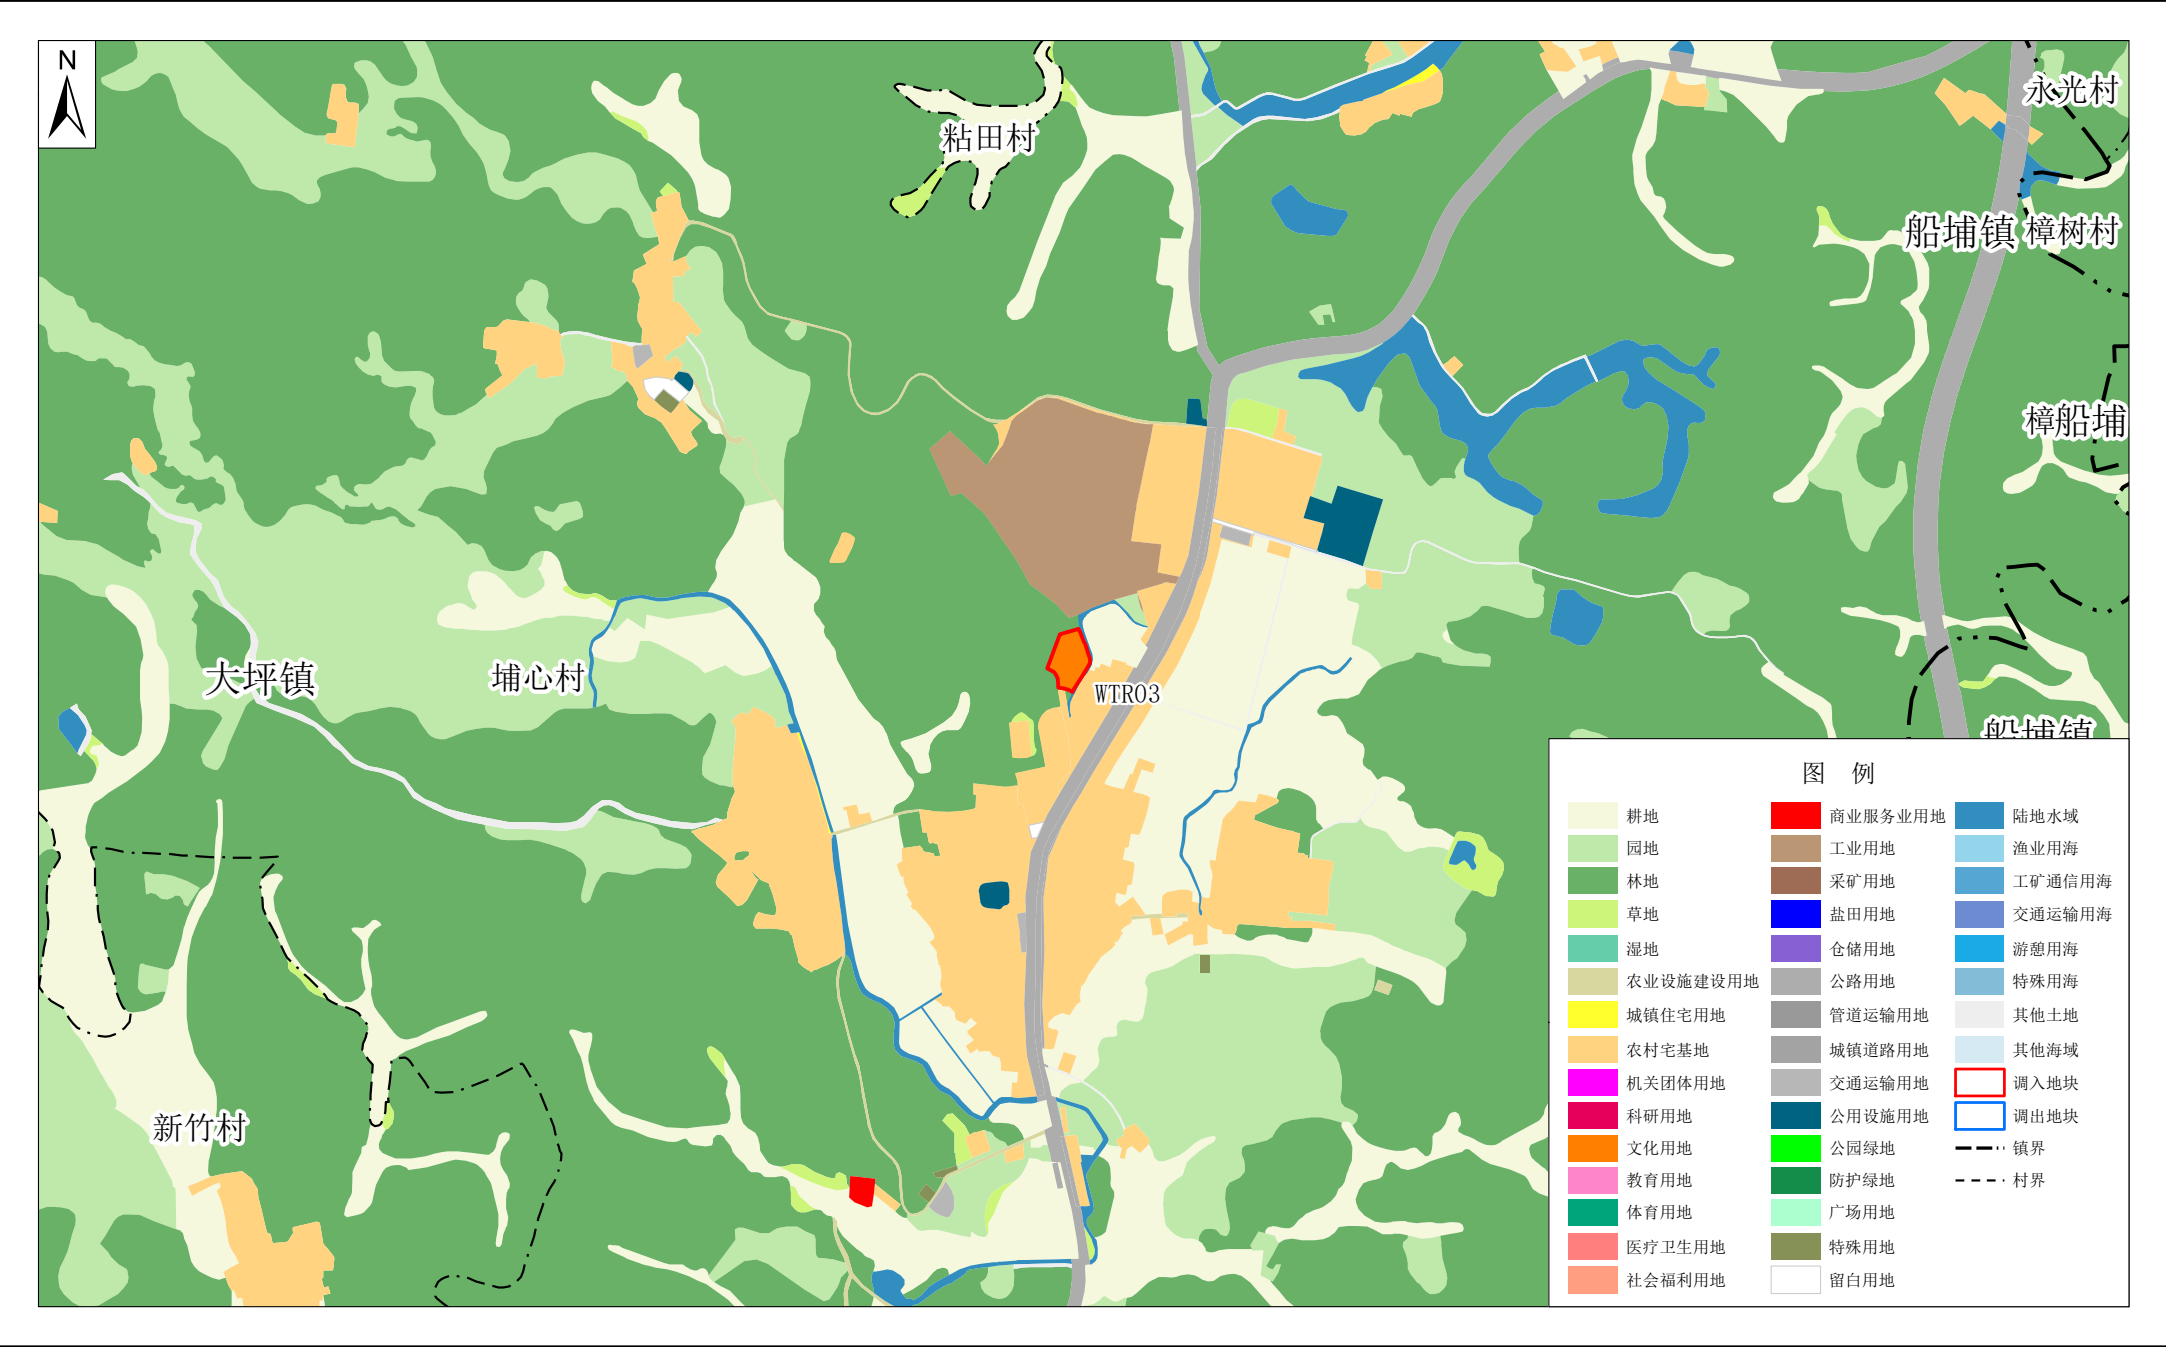 N
永光村
粘田村
船埔镇 樟树村
樟船埔
大坪镇
埔心村
WTR03
船埔镇
新竹村
图 例
耕地
园地
林地
草地
湿地
农业设施建设用地
城镇住宅用地
农村宅基地
机关团体用地
科研用地
文化用地
教育用地
体育用地
医疗卫生用地
社会福利用地
商业服务业用地
工业用地
采矿用地
盐田用地
仓储用地
公路用地
管道运输用地
城镇道路用地
交通运输用地
公用设施用地
公园绿地
防护绿地
广场用地
特殊用地
留白用地
陆地水域
渔业用海
工矿通信用海
交通运输用海
游憩用海
特殊用海
其他土地
其他海域
调入地块
调出地块
镇界
村界